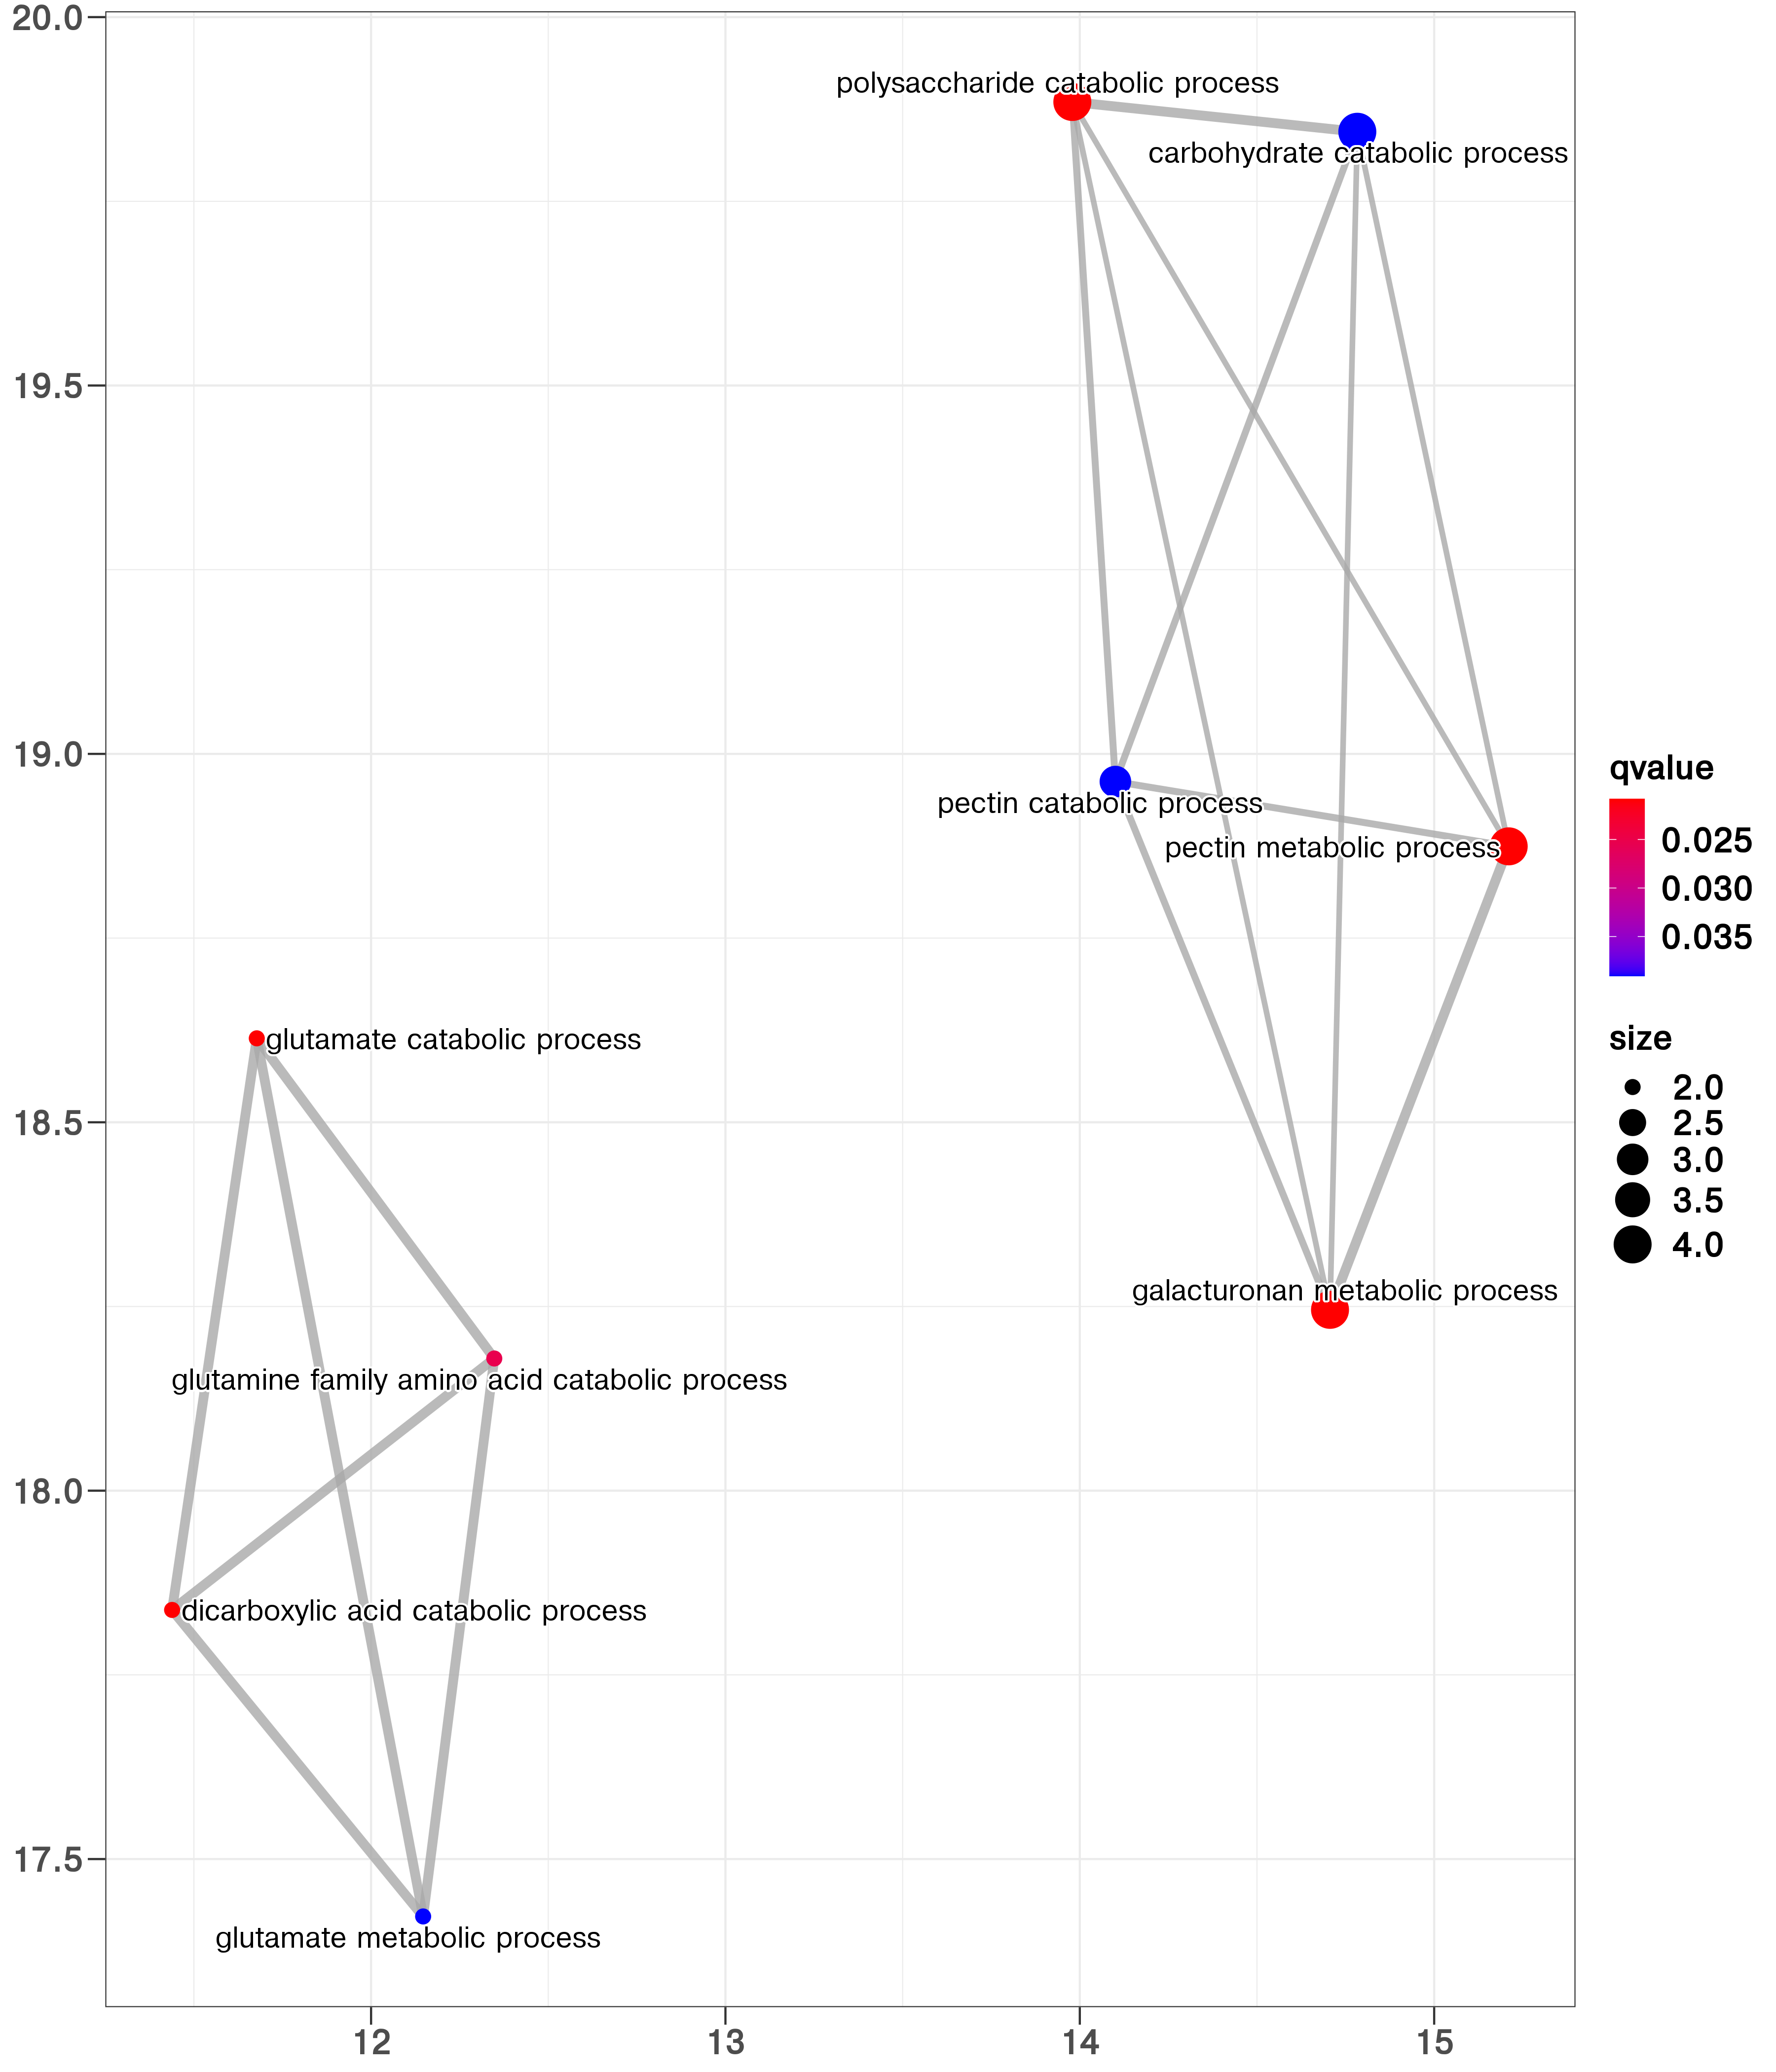 20.0
polysaccharide catabolic process
carbohydrate catabolic process
19.5
19.0
pectin catabolic process
pectin metabolic process
glutamate catabolic process
18.5
galacturonan metabolic process
glutamine family amino acid catabolic process
18.0
dicarboxylic acid catabolic process
17.5
glutamate metabolic process
12 13 14 15
qvalue
0.025
0.030
0.035
size
2.0
2.5
3.0
3.5
4.0